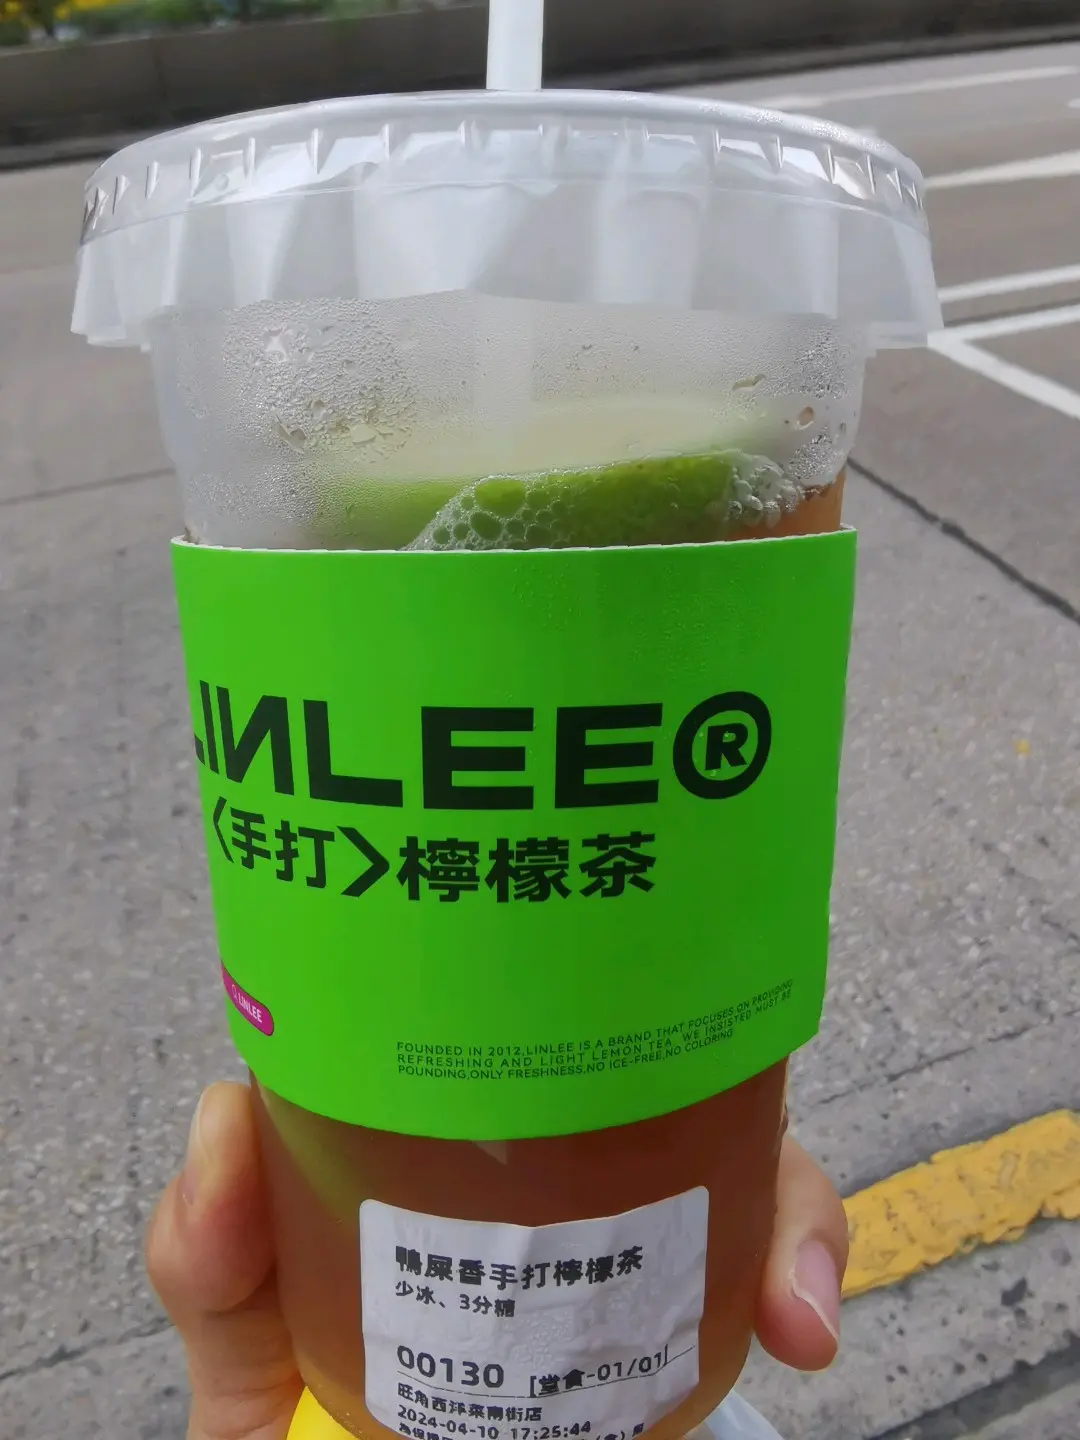 LINLEE®
〈手打〉檸檬茶
LINLEE
FOUNDED IN 2012,LINLEE IS A BRAND THAT FOCUSES ON PROVIDING
REFRESHING AND LIGHT LEMON TEA WE INSISTED MUST BE
POUNDING,ONLY FRESHNESS,NO ICE-FREE,NO COLORING
鴨屎香手打檸檬茶
少冰、3分糖
00130 [堂食-01/01]
旺角西洋菜南街店
2024-04-10 17:25:44